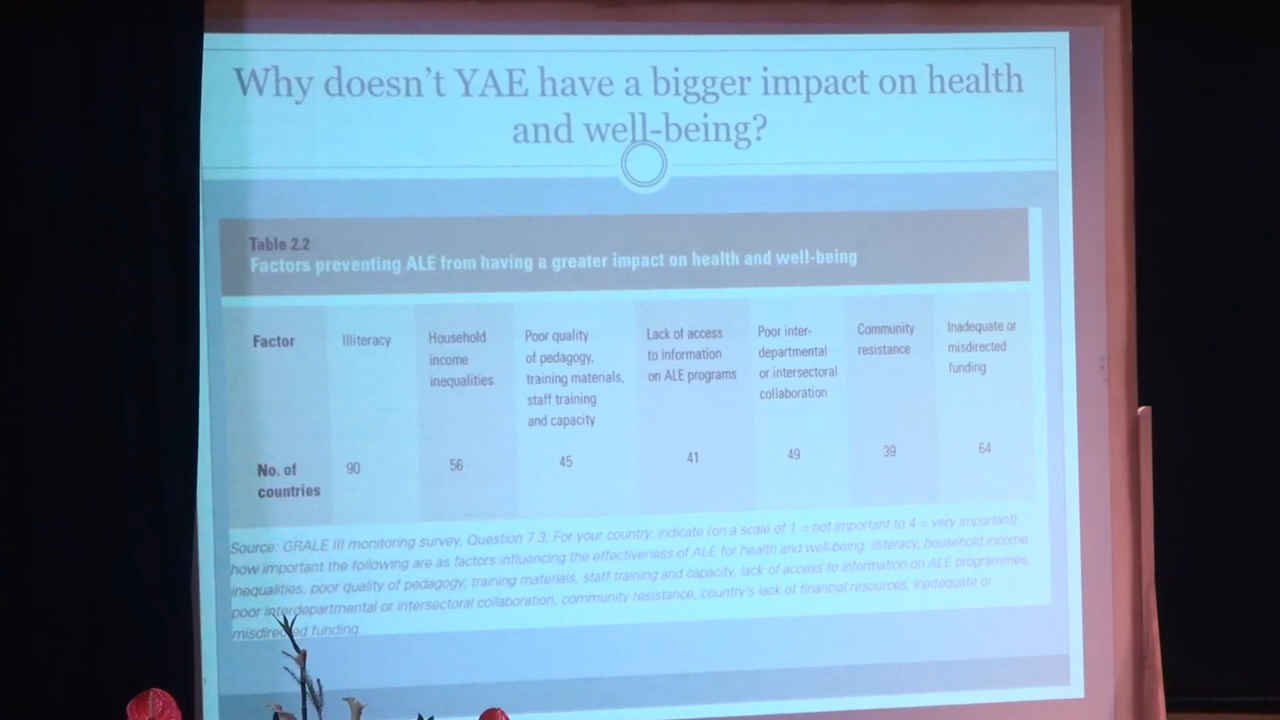 Why doesn't YAE have a bigger impact on health
and well-being?
Table 2.2
Factors preventing ALE from having a greater impact on health and well-being
Factor
Illiteracy
Household
income
inequalities
Poor quality
of pedagogy,
training materials,
staff training
and capacity
Lack of access
to information
on ALE programs
Poor inter-
departmental
or intersectoral
collaboration
Community
resistance
Inadequate or
misdirected
funding
No. of
countries
90
56
45
41
49
39
64
Source: GRALE III monitoring survey, Question 7.3: For your country, indicate (on a scale of 1 = not important to 4 = very important)
how important the following are as factors influencing the effectiveness of ALE for health and well-being: illiteracy, household income
inequalities, poor quality of pedagogy, training materials, staff training and capacity, lack of access to information on ALE programmes,
poor interdepartmental or intersectoral collaboration, community resistance, country's lack of financial resources, inadequate or
misdirected funding.